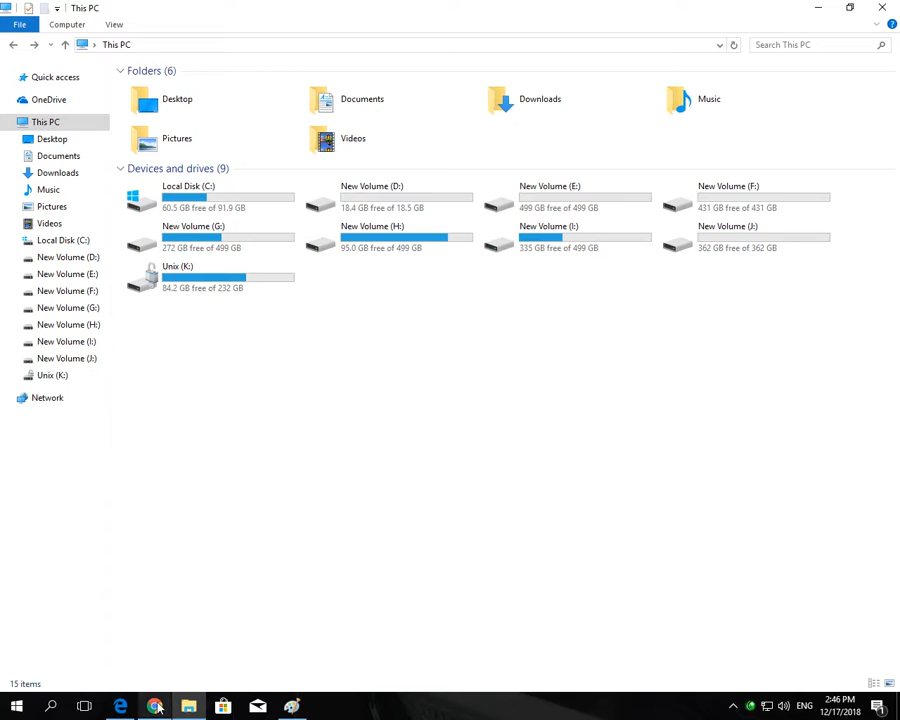 This PC
File Computer View
This PC Search This PC
Quick access
OneDrive
This PC
Desktop
Documents
Downloads
Music
Pictures
Videos
Local Disk (C:)
New Volume (D:)
New Volume (E:)
New Volume (F:)
New Volume (G:)
New Volume (H:)
New Volume (I:)
New Volume (J:)
Unix (K:)
Network
Folders (6)
Desktop Documents Downloads Music
Pictures Videos
Devices and drives (9)
Local Disk (C:) New Volume (D:) New Volume (E:) New Volume (F:)
60.5 GB free of 91.9 GB 18.4 GB free of 18.5 GB 499 GB free of 499 GB 431 GB free of 431 GB
New Volume (G:) New Volume (H:) New Volume (I:) New Volume (J:)
272 GB free of 499 GB 95.0 GB free of 499 GB 335 GB free of 499 GB 362 GB free of 362 GB
Unix (K:)
84.2 GB free of 232 GB
15 items
ENG 2:46 PM
12/17/2018